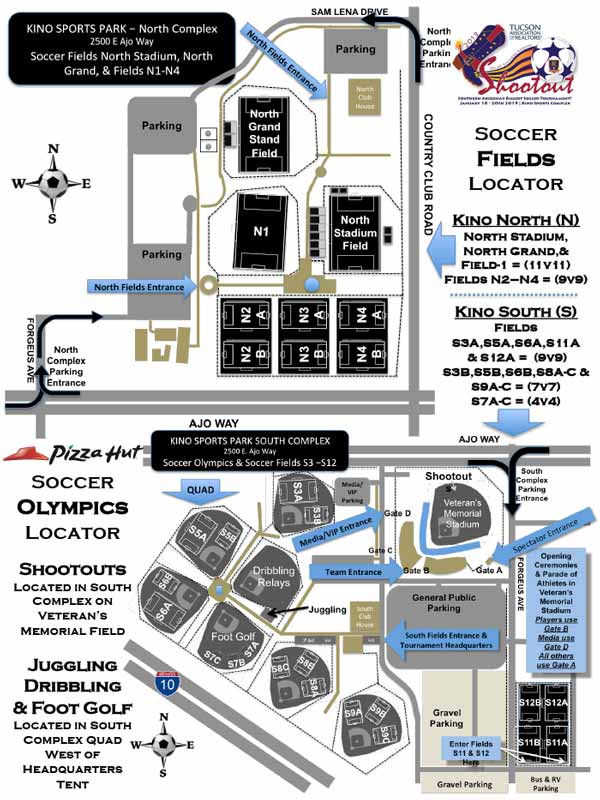 KINO SPORTS PARK – North Complex
2500 E Ajo Way
Soccer Fields North Stadium, North
Grand, & Fields N1-N4
SAM LENA DRIVE
North
Complex
Parking
Entrance
2019
TUCSON
ASSOCIATION
OF REALTORS®
Shootout
SOUTHERN ARIZONA'S BIGGEST SOCCER TOURNAMENT!
JANUARY 18 - 20TH 2019 | KINO SPORTS COMPLEX
North Fields Entrance
Parking
North
Club
House
Parking
North
Grand
Stand
Field
COUNTRY CLUB ROAD
SOCCER
FIELDS
LOCATOR
N
W
E
S
N1
North
Stadium
Field
KINO NORTH (N)
NORTH STADIUM,
NORTH GRAND,&
FIELD-1 = (11V11)
FIELDS N2–N4 = (9V9)
Parking
North Fields Entrance
KINO SOUTH (S)
FIELDS
S3A,S5A,S6A,S11A
& S12A = (9V9)
S3B,S5B,S6B,S8A-C &
S9A-C = (7V7)
S7A-C = (4V4)
N2 A
N3 A
N4 A
N2 B
N3 B
N4 B
FORGEUS AVE
North
Complex
Parking
Entrance
AJO WAY
AJO WAY
Pizza Hut
SOCCER
OLYMPICS
LOCATOR
KINO SPORTS PARK SOUTH COMPLEX
2500 E. Ajo Way
Soccer Olympics & Soccer Fields S3 –S12
QUAD
S3A
S3B
Media/
VIP
Parking
Shootout
Veteran's
Memorial
Stadium
South
Complex
Parking
Entrance
Gate D
Media/VIP Entrance
Spectator Entrance
S5A
S5B
Gate C
Gate B
Gate A
Team Entrance
SHOOTOUTS
LOCATED IN SOUTH
COMPLEX ON
VETERAN'S
MEMORIAL FIELD
Dribbling
Relays
S6B
S6A
Juggling
FORGEUS AVE
Opening
Ceremonies
& Parade of
Athletes in
Veteran's
Memorial
Stadium
Players use
Gate B
Media use
Gate D
All others
use Gate A
General Public
Parking
South
Club
House
Foot Golf
S7C
S7B
S7A
South Fields Entrance &
Tournament Headquarters
JUGGLING
DRIBBLING
& FOOT GOLF
LOCATED IN SOUTH
COMPLEX QUAD
WEST OF
HEADQUARTERS
TENT
10
S8C
S8B
S8A
N
W
E
S
S9A
S9B
S9C
Gravel
Parking
S12B
S12A
S11B
S11A
Enter Fields
S11 & S12
Here
Gravel Parking
Bus & RV
Parking